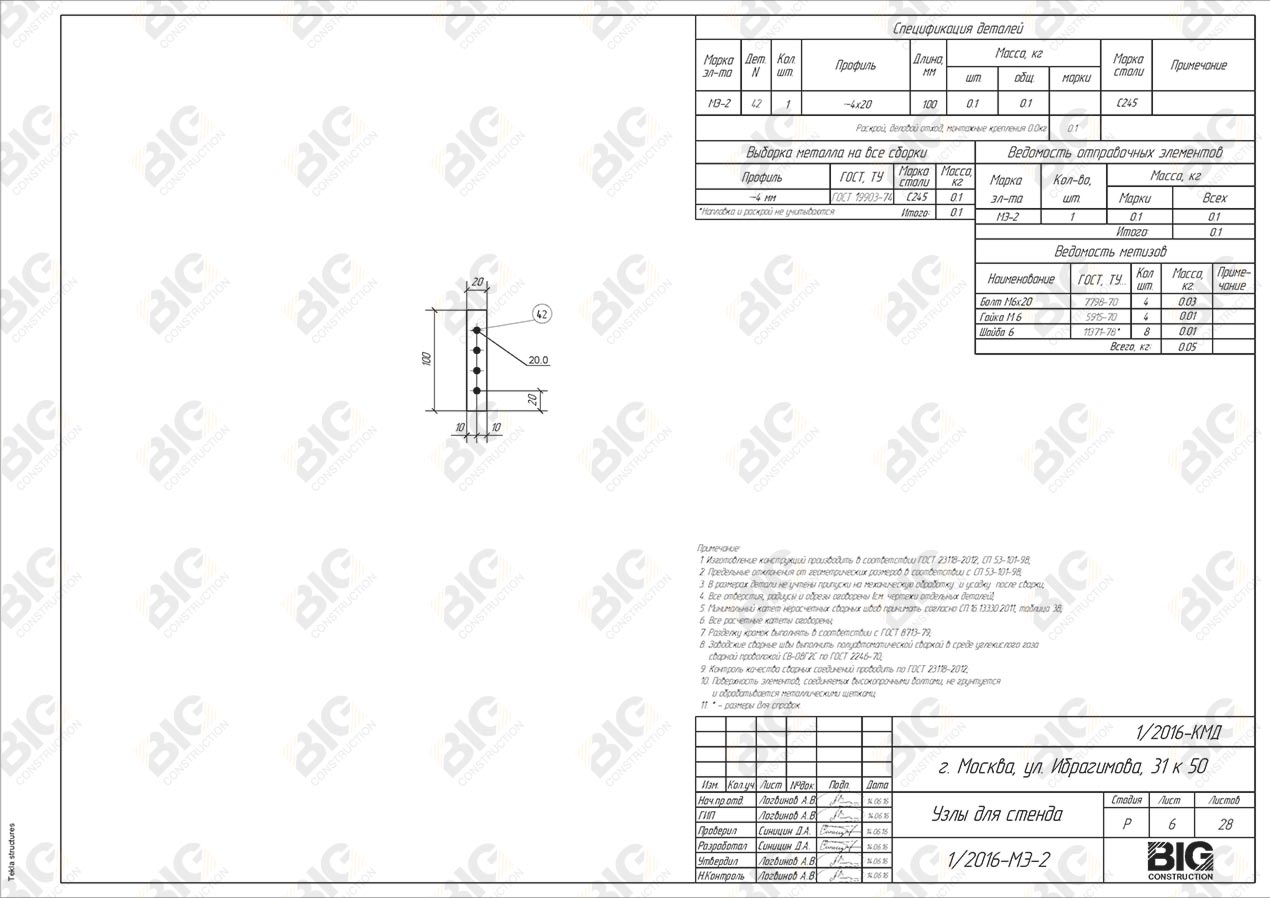 Спецификация деталей
Марка эл-та
Дет. N
Кол. шт.
Профиль
Длина, мм
Масса, кг
шт.
общ.
марки
Марка стали
Примечание
МЭ-2 42 1 —4x20 100 0.1 0.1 С245
Раскрой, деловой отход, монтажные крепления 0.0кг 0.1
Выборка металла на все сборки
Профиль ГОСТ, ТУ Марка стали Масса, кг
—4 мм ГОСТ 19903-74 С245 0.1
*Наплавка и раскрой не учитываются Итого: 0.1
Ведомость отправочных элементов
Марка эл-та
Кол-во, шт.
Масса, кг
Марки Всех
МЭ-2 1 0.1 0.1
Итого: 0.1
Ведомость метизов
Наименование ГОСТ, ТУ... Кол шт. Масса, кг. Приме-чание
Болт М6х20 7798-70 4 0.03
Гайка М 6 5915-70 4 0.01
Шайба 6 11371-78* 8 0.01
Всего, кг: 0.05
20
42
100
20.0
20
10 10
Примечание
1. Изготовление конструкций производить в соответствии ГОСТ 23118-2012, СП 53-101-98;
2. Предельные отклонения от геометрических размеров в соответствии с СП 53-101-98;
3. В размерах детали не учтены припуски на механическую обработку и усадку после сварки;
4. Все отверстия, радиусы и обрезы оговорены (см. чертежи отдельных деталей);
5. Минимальный катет нерасчетных сварных швов принимать согласно СП 16.13330.2011, таблица 38;
6. Все расчетные катеты оговорены;
7. Разделку кромок выполнять в соответствии с ГОСТ 8713-79;
8. Заводские сварные швы выполнить полуавтоматической сваркой в среде углекислого газа
сварной проволокой СВ-08Г2С по ГОСТ 2246-70;
9. Контроль качества сварных соединений проводить по ГОСТ 23118-2012;
10. Поверхность элементов, соединяемых высокопрочными болтами, не грунтуется
и обрабатывается металлическими щетками;
11. * - размеры для справок
1/2016-КМД
г. Москва, ул. Ибрагимова, 31 к 50
Изм. Кол.уч Лист №док. Подп. Дата
Нач.пр.отд. Логвинов А.В 14.06.16
ГИП Логвинов А.В 14.06.16
Проверил Синицин Д.А. 14.06.16
Разработал Синицин Д.А. 14.06.16
Утвердил Логвинов А.В 14.06.16
Н.Контроль Логвинов А.В 14.06.16
Узлы для стенда
Стадия Лист Листов
Р 6 28
1/2016-МЭ-2
BIG
CONSTRUCTION
Tekla structures